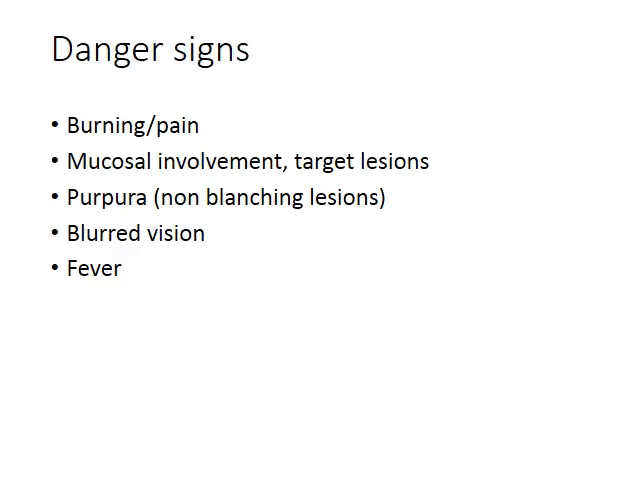 Danger signs
• Burning/pain
• Mucosal involvement, target lesions
• Purpura (non blanching lesions)
• Blurred vision
• Fever